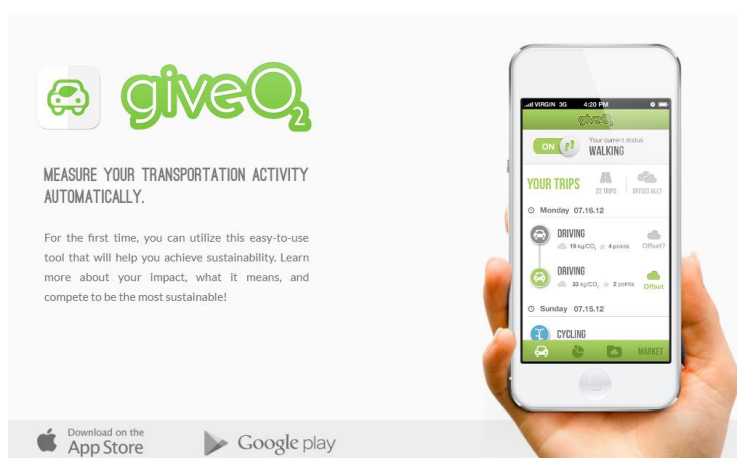 giveO2
MEASURE YOUR TRANSPORTATION ACTIVITY
AUTOMATICALLY.
For the first time, you can utilize this easy-to-use
tool that will help you achieve sustainability. Learn
more about your impact, what it means, and
compete to be the most sustainable!
Download on the
App Store
Google play
VIRGIN 3G 4:20 PM
giveO2
ON
Your current status
WALKING
YOUR TRIPS
22 TRIPS
OFFSET ALL?
Monday 07.16.12
DRIVING
19 kg/CO2 4 points
Offset?
DRIVING
33 kg/CO2 2 points
Offset
Sunday 07.15.12
CYCLING
MARKET